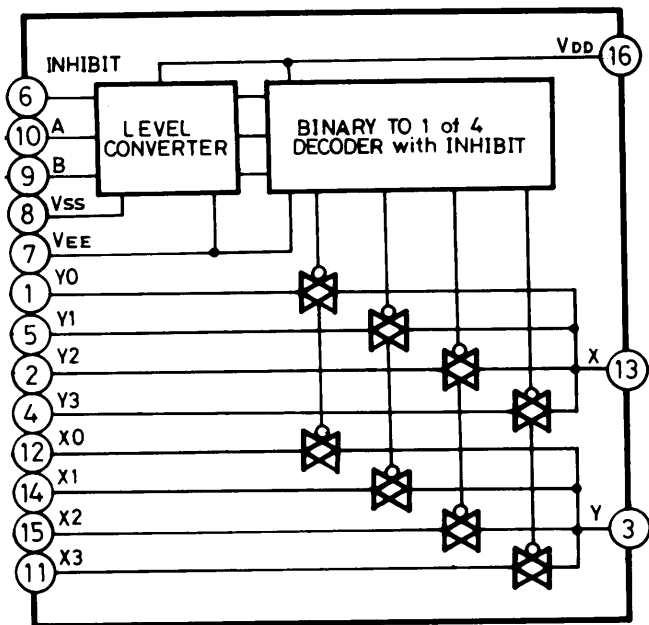 INHIBIT
VDD
16
6
10 A
9 B
8 VSS
7 VEE
LEVEL
CONVERTER
BINARY TO 1 of 4
DECODER with INHIBIT
1 Y0
5 Y1
2 Y2
X 13
4 Y3
12 X0
14 X1
15 X2
Y 3
11 X3